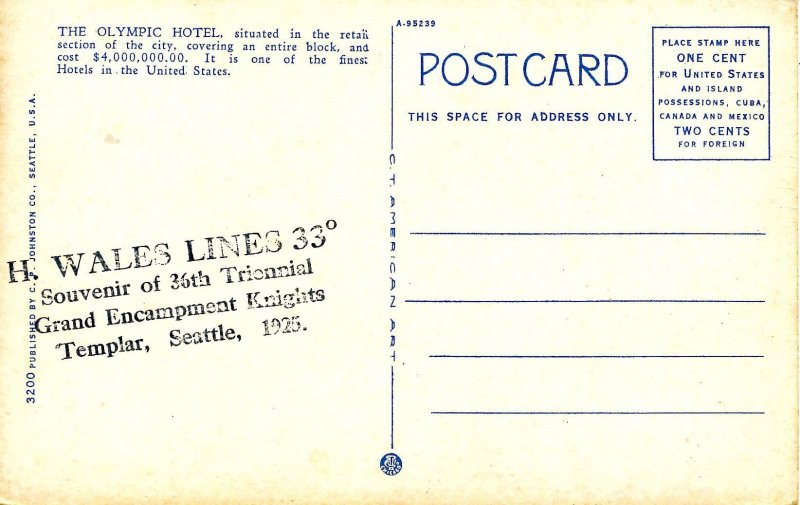 THE OLYMPIC HOTEL, situated in the retail
section of the city, covering an entire block, and
cost $4,000,000.00. It is one of the finest
Hotels in the United States.
A-95239
POST CARD
THIS SPACE FOR ADDRESS ONLY.
PLACE STAMP HERE
ONE CENT
FOR UNITED STATES
AND ISLAND
POSSESSIONS, CUBA,
CANADA AND MEXICO
TWO CENTS
FOR FOREIGN
3200 PUBLISHED BY C. P. JOHNSTON CO., SEATTLE, U.S.A.
H. WALES LINES 33°
Souvenir of 36th Triennial
Grand Encampment Knights
Templar, Seattle, 1925.
C. T. AMERICAN ART